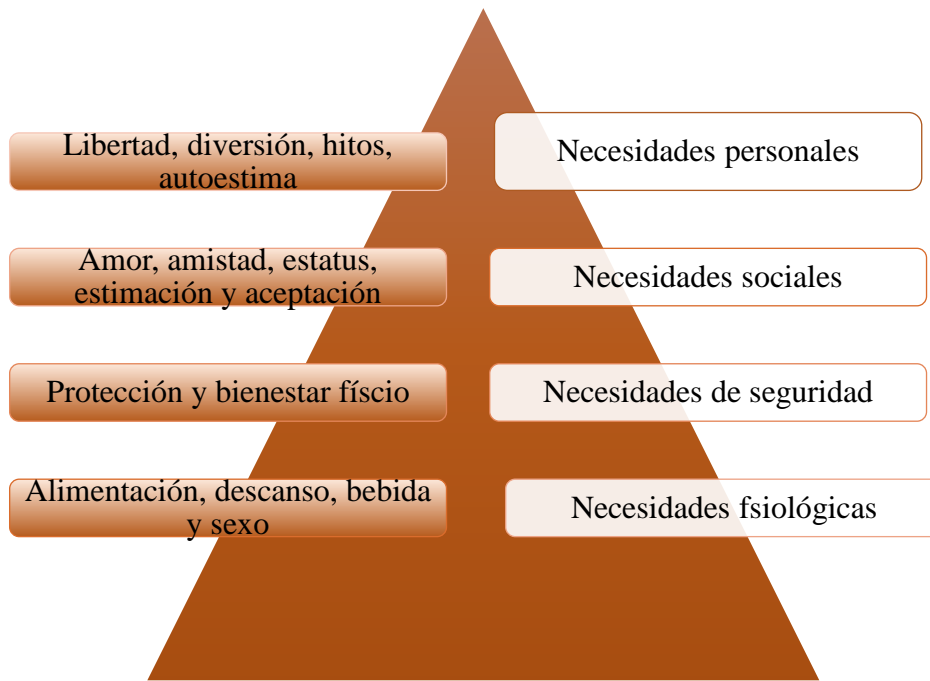 Libertad, diversión, hitos,
autoestima
Necesidades personales
Amor, amistad, estatus,
estimación y aceptación
Necesidades sociales
Protección y bienestar físcio
Necesidades de seguridad
Alimentación, descanso, bebida
y sexo
Necesidades fsiológicas